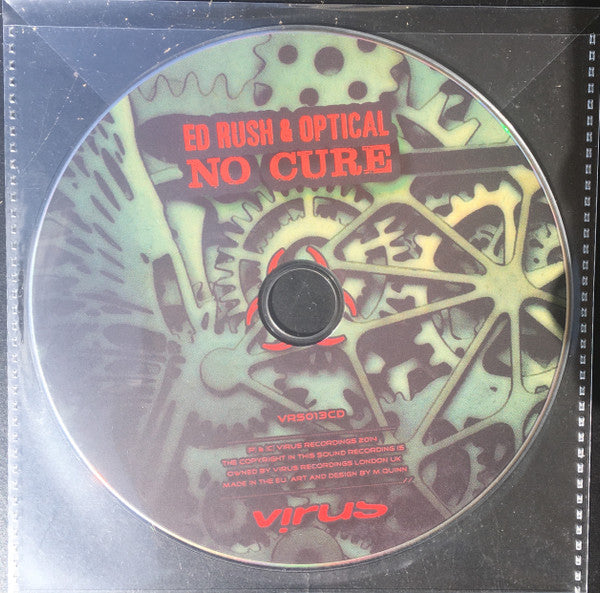 ED RUSH & OPTICAL
NO CURE
VRS013CD
P. & C. VIRUS RECORDINGS 2014
THE COPYRIGHT IN THIS SOUND RECORDING IS
OWNED BY VIRUS RECORDINGS LONDON UK
MADE IN THE EU. ART AND DESIGN BY M QUINN
virus